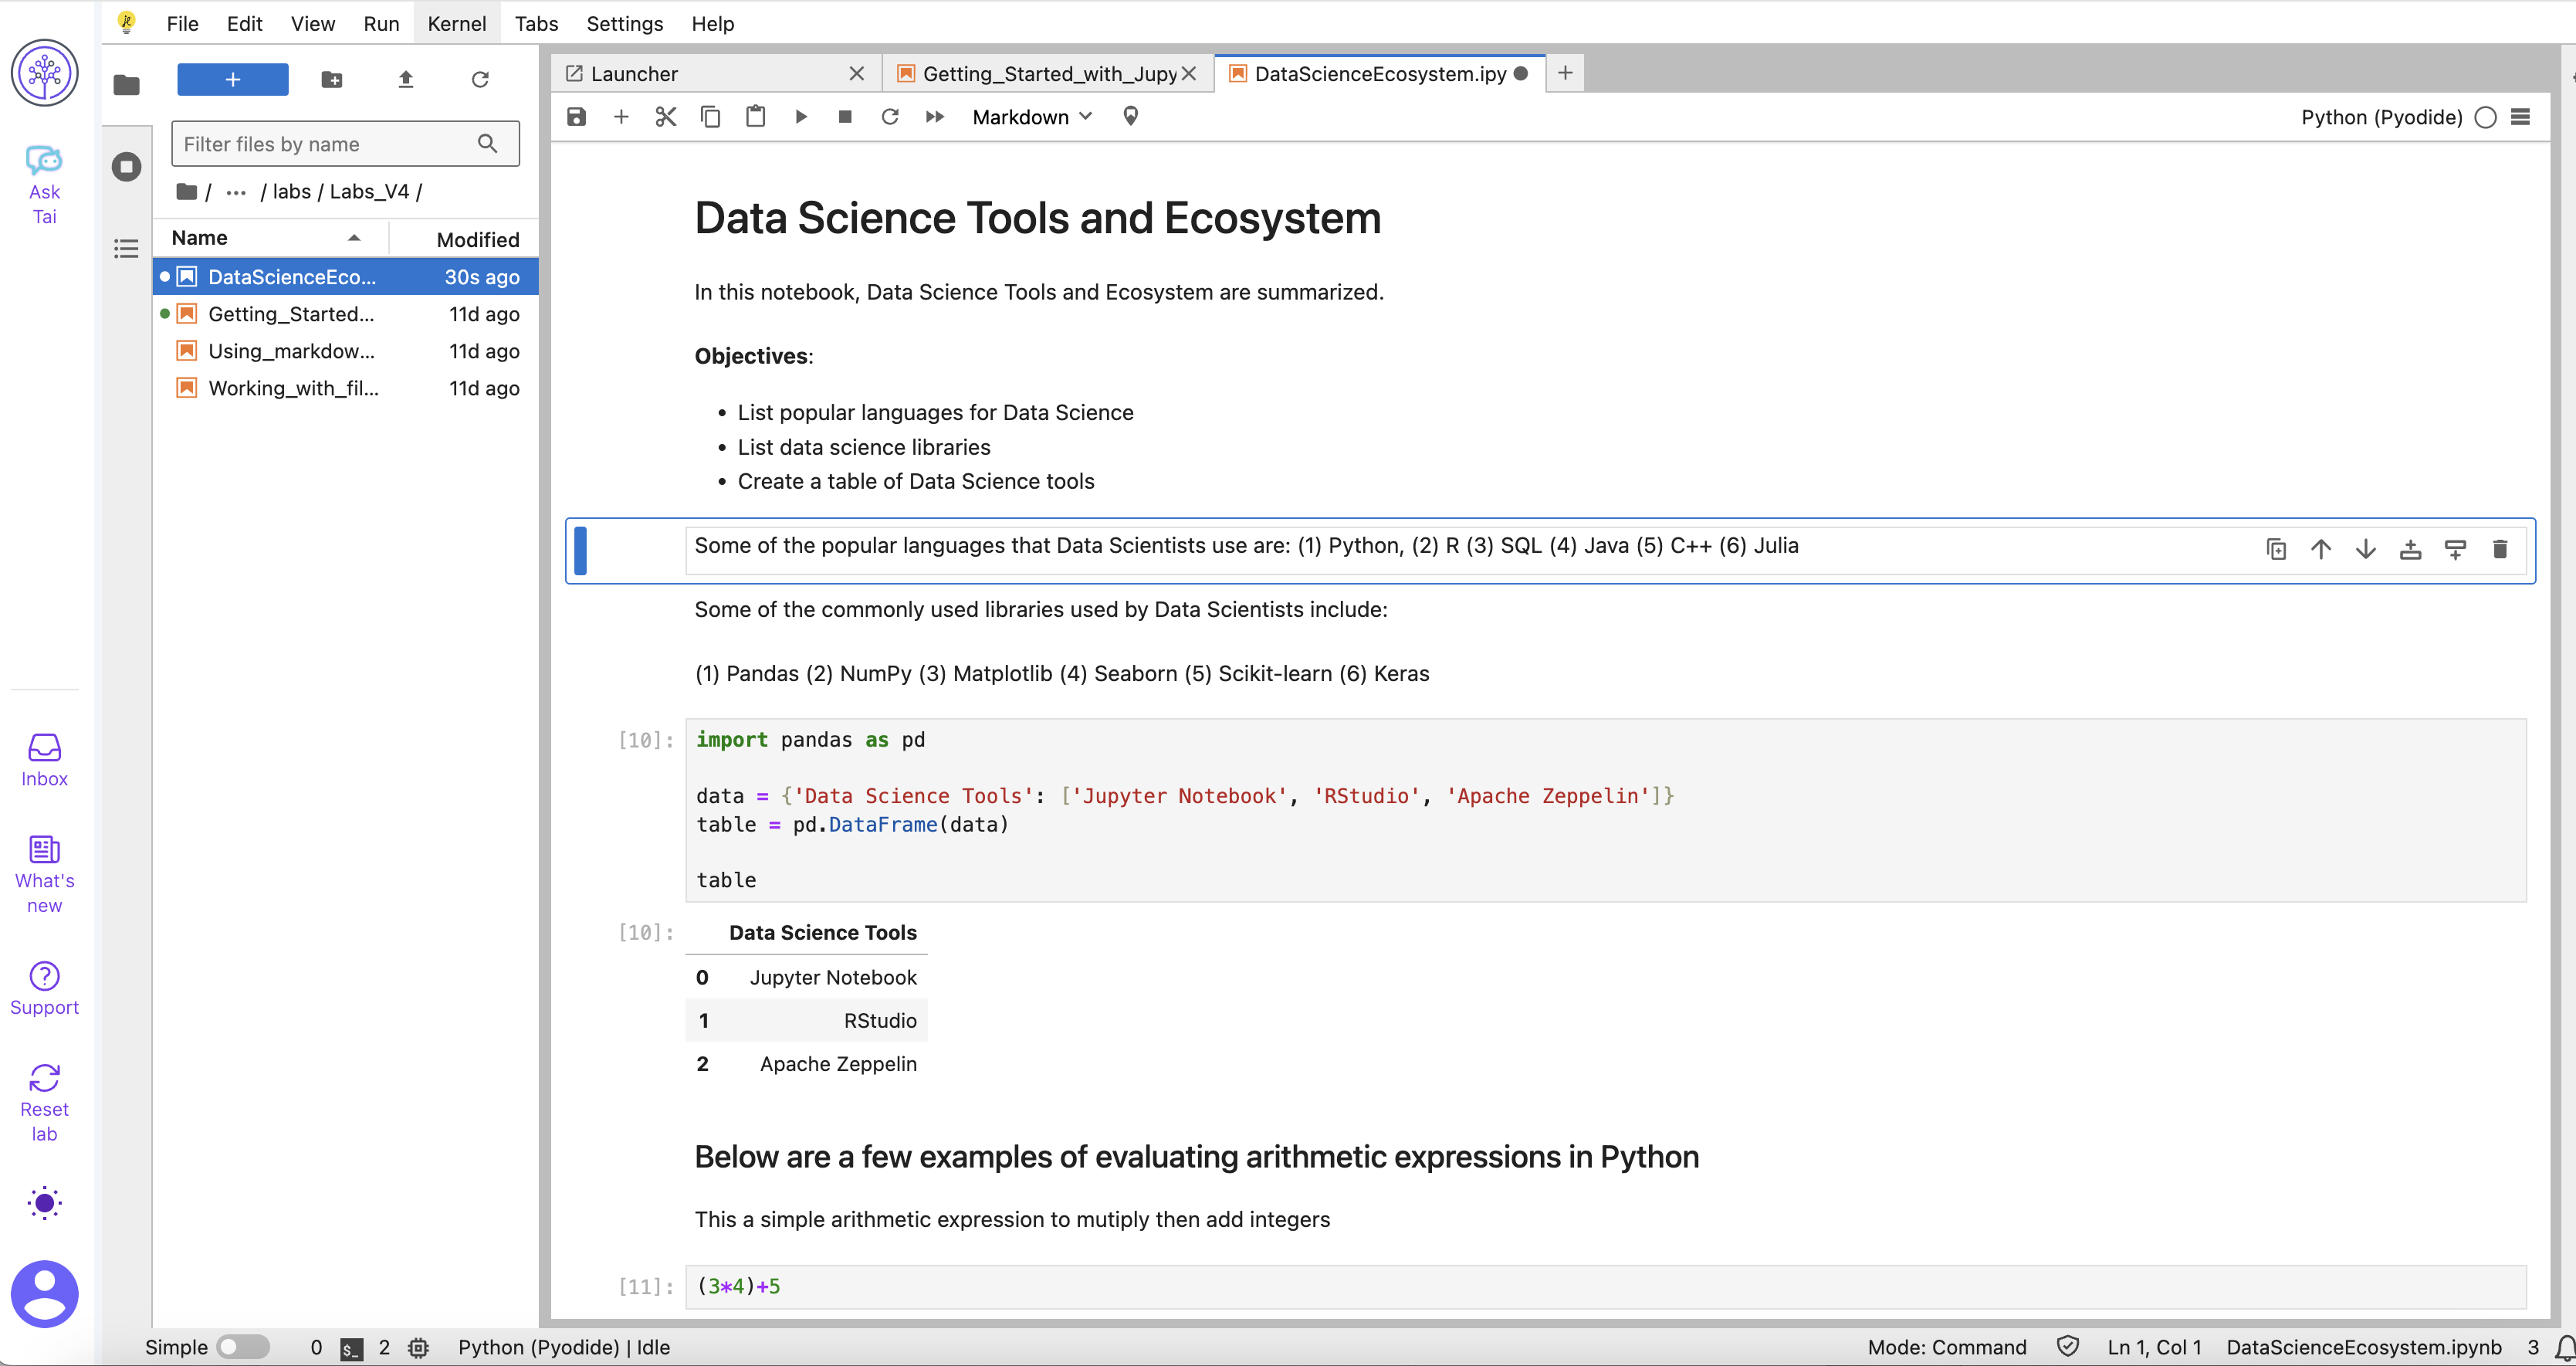 File Edit View Run Kernel Tabs Settings Help
Ask
Tai
Inbox
What's
new
Support
Reset
lab
+
Filter files by name
/ ... / labs / Labs_V4 /
Name Modified
DataScienceEco... 30s ago
Getting_Started... 11d ago
Using_markdow... 11d ago
Working_with_fil... 11d ago
Launcher Getting_Started_with_Jupy DataScienceEcosystem.ipy
Markdown Python (Pyodide)
Data Science Tools and Ecosystem
In this notebook, Data Science Tools and Ecosystem are summarized.
Objectives:
• List popular languages for Data Science
• List data science libraries
• Create a table of Data Science tools
Some of the popular languages that Data Scientists use are: (1) Python, (2) R (3) SQL (4) Java (5) C++ (6) Julia
Some of the commonly used libraries used by Data Scientists include:
(1) Pandas (2) NumPy (3) Matplotlib (4) Seaborn (5) Scikit-learn (6) Keras
[10]: import pandas as pd
data = {'Data Science Tools': ['Jupyter Notebook', 'RStudio', 'Apache Zeppelin']}
table = pd.DataFrame(data)
table
[10]: Data Science Tools
0 Jupyter Notebook
1 RStudio
2 Apache Zeppelin
Below are a few examples of evaluating arithmetic expressions in Python
This a simple arithmetic expression to mutiply then add integers
[11]: (3*4)+5
Simple 0 $_ 2 Python (Pyodide) | Idle Mode: Command Ln 1, Col 1 DataScienceEcosystem.ipynb 3